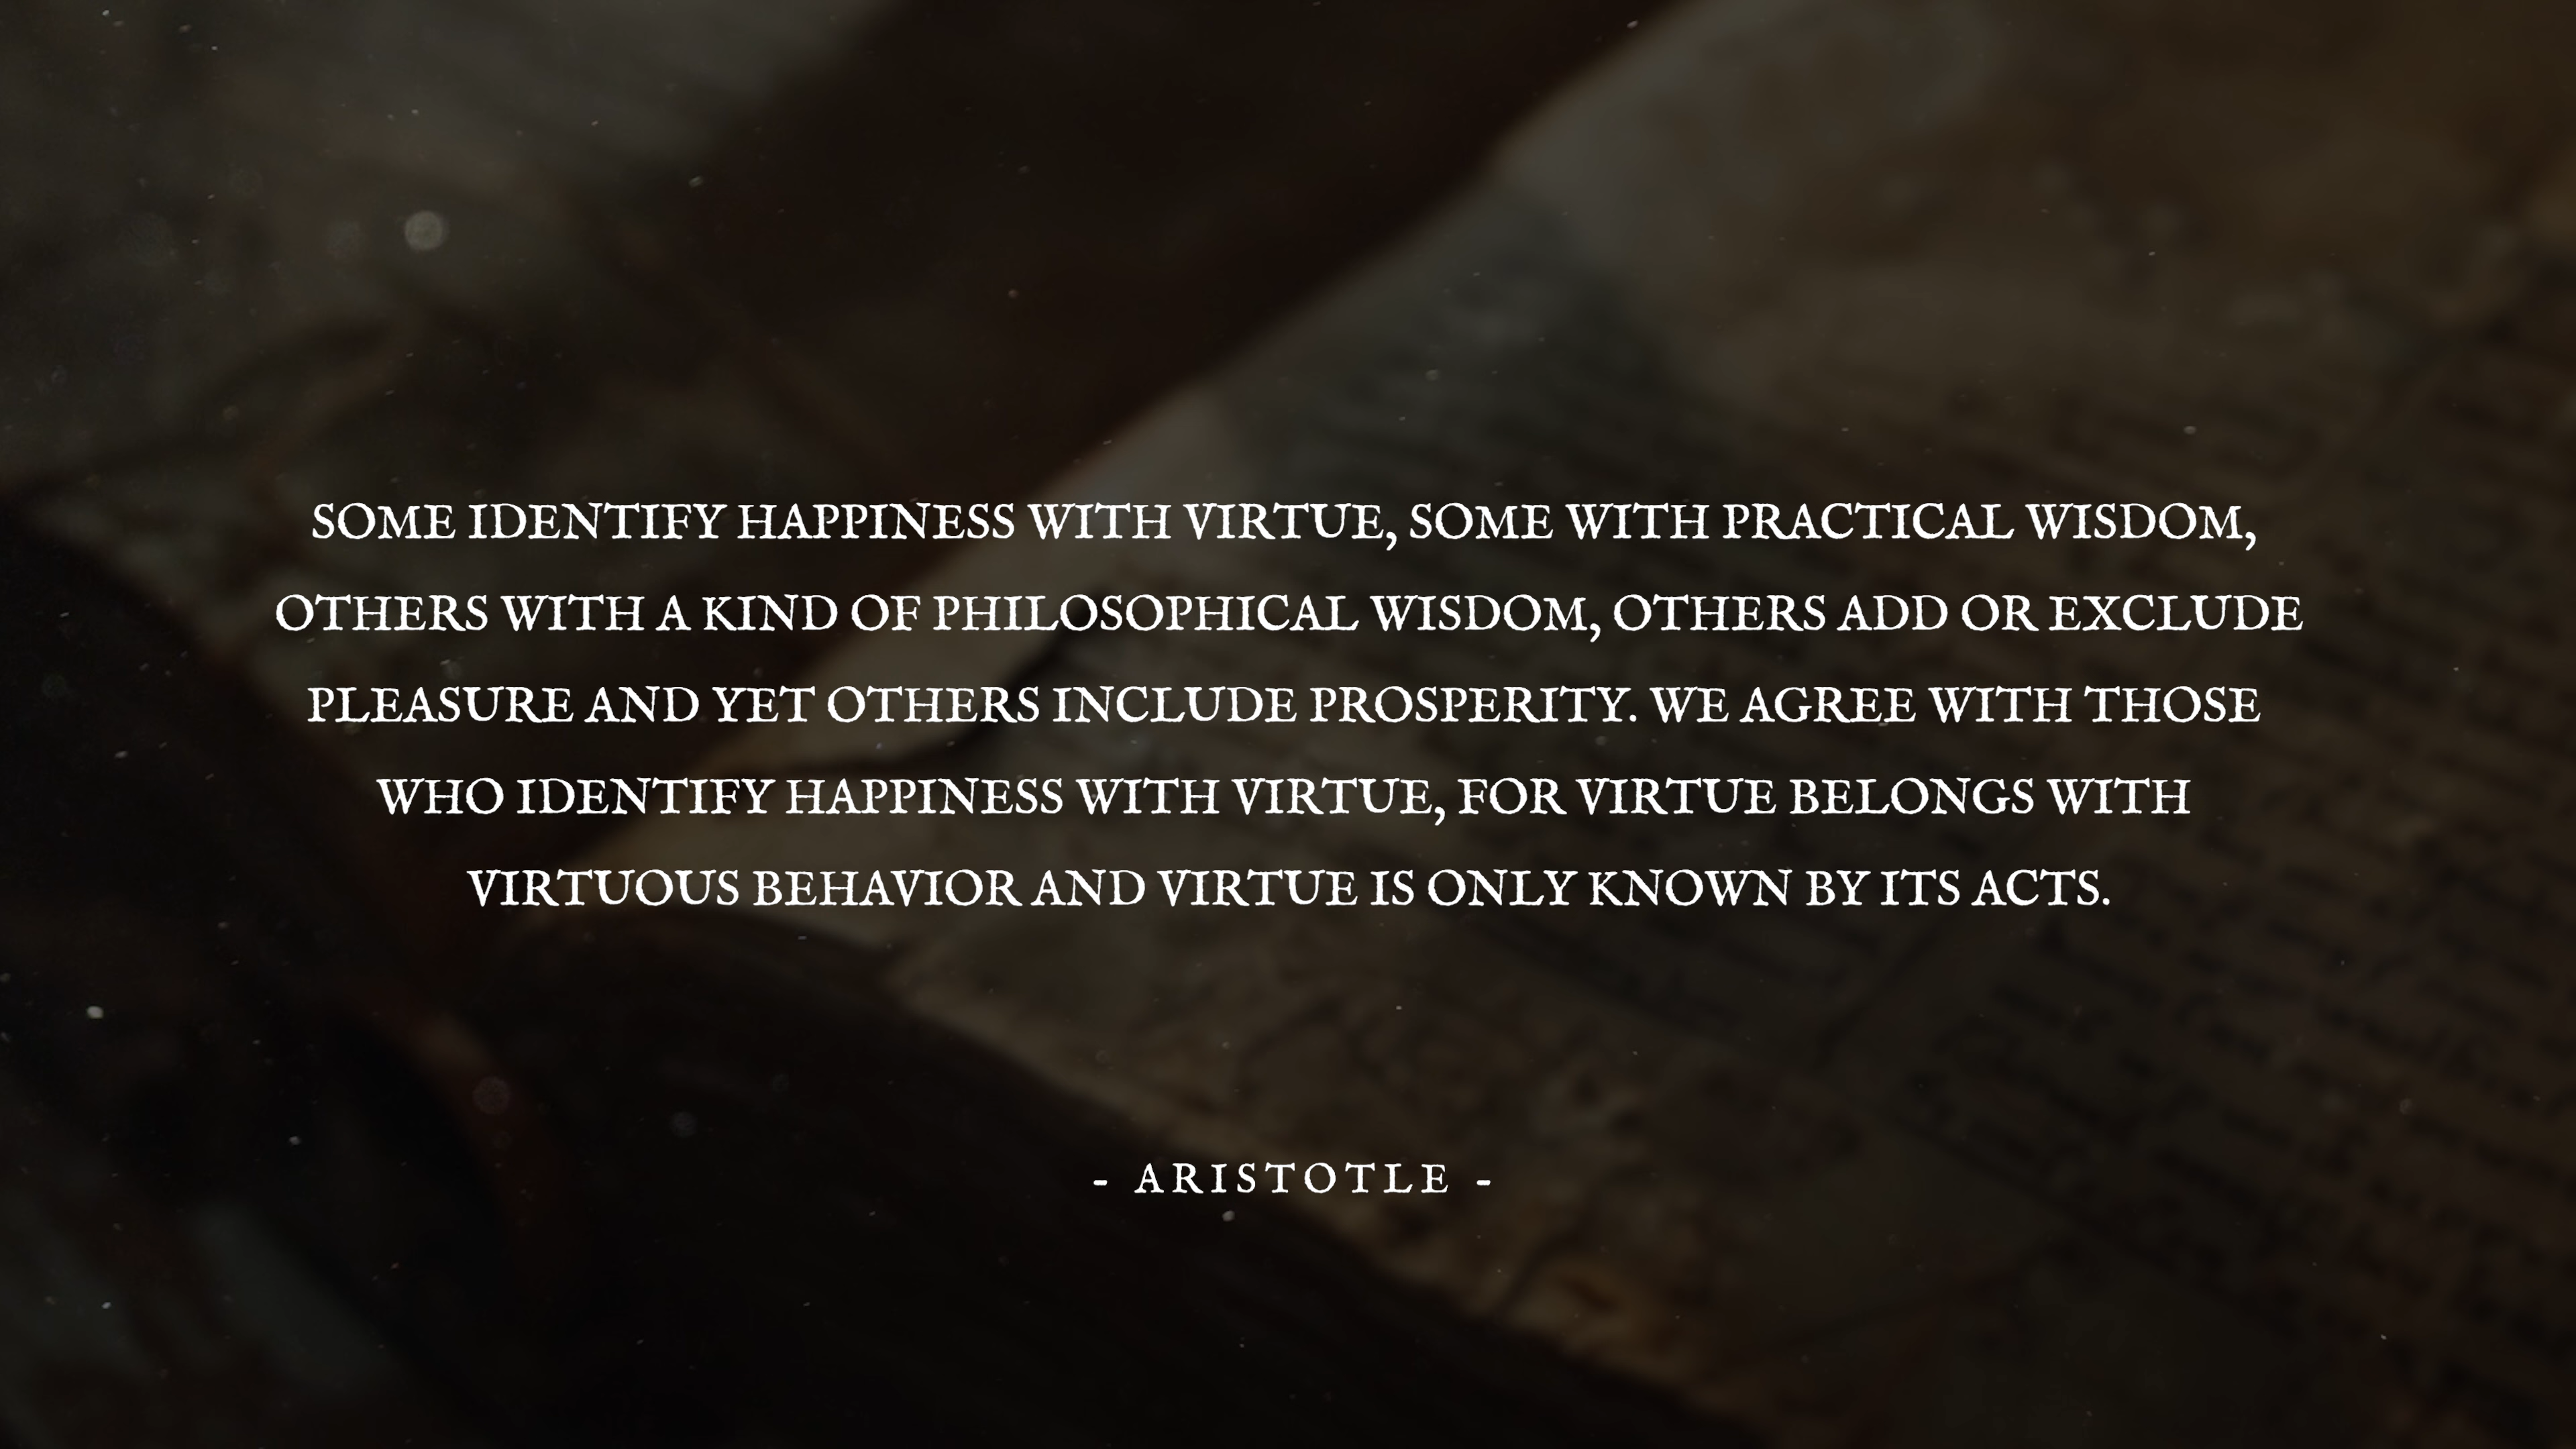 SOME IDENTIFY HAPPINESS WITH VIRTUE, SOME WITH PRACTICAL WISDOM,
OTHERS WITH A KIND OF PHILOSOPHICAL WISDOM, OTHERS ADD OR EXCLUDE
PLEASURE AND YET OTHERS INCLUDE PROSPERITY. WE AGREE WITH THOSE
WHO IDENTIFY HAPPINESS WITH VIRTUE, FOR VIRTUE BELONGS WITH
VIRTUOUS BEHAVIOR AND VIRTUE IS ONLY KNOWN BY ITS ACTS.
- ARISTOTLE -